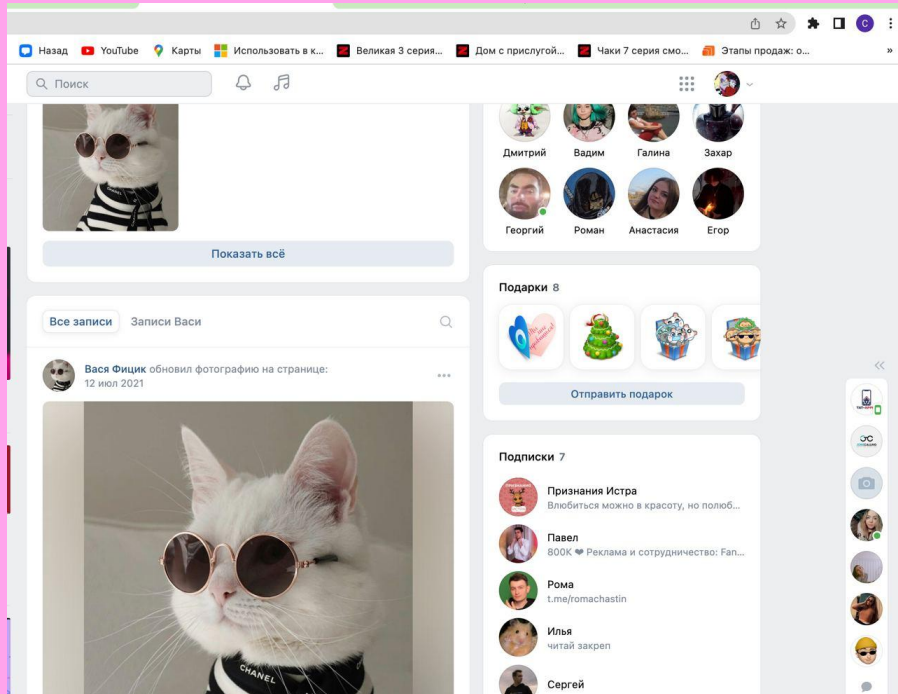 Назад
YouTube
Карты
Использовать в к...
Великая 3 серия...
Дом с прислугой...
Чаки 7 серия смо...
Этапы продаж: о...
»
C
Поиск
Показать всё
Все записи
Записи Васи
Вася Фицик обновил фотографию на странице:
12 июл 2021
CHANEL
Дмитрий
Вадим
Галина
Захар
Георгий
Роман
Анастасия
Егор
Подарки 8
Отправить подарок
Подписки 7
Признания Истра
Влюбиться можно в красоту, но полюб...
Павел
800K ❤ Реклама и сотрудничество: Fan...
Рома
t.me/romachastin
Илья
читай закреп
Сергей